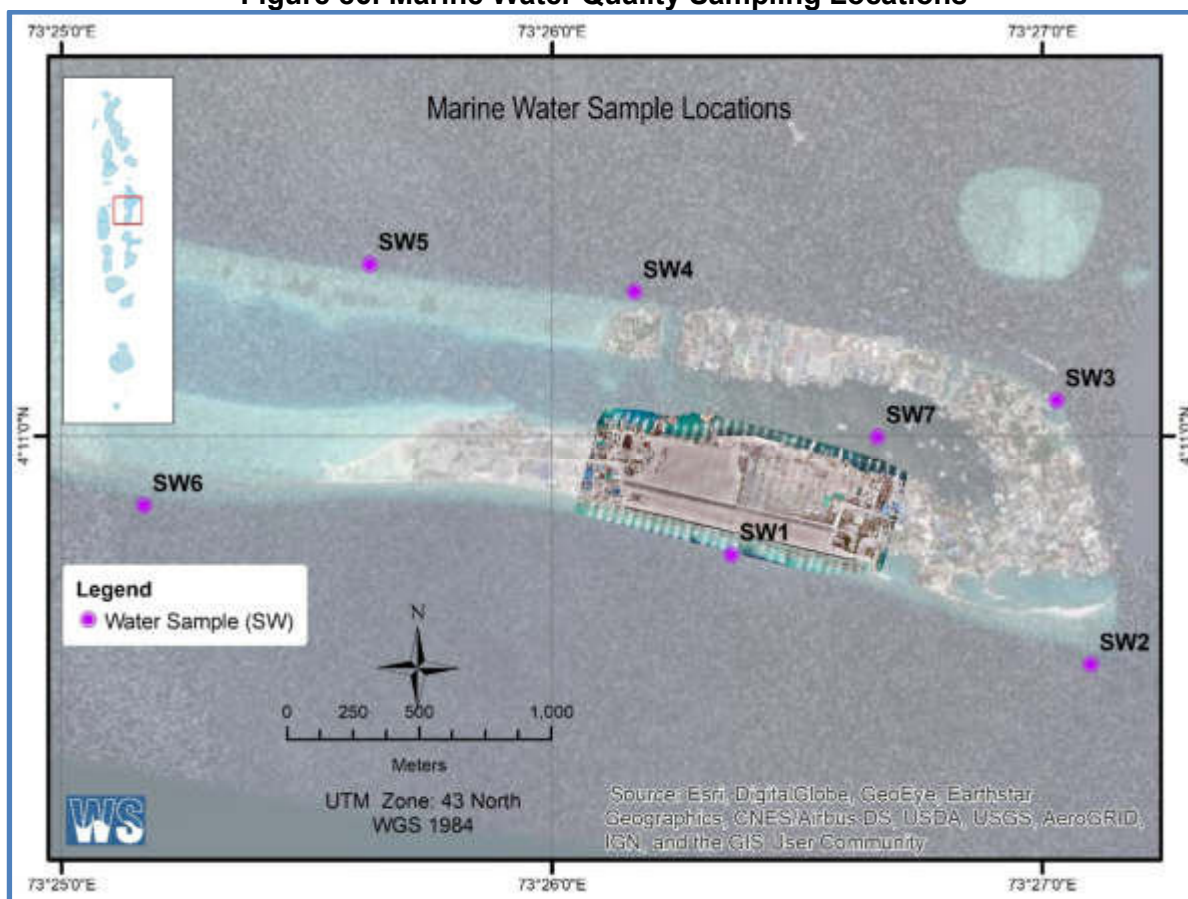 Figure 30: Marine Water Quality Sampling Locations
73°25'0"E 73°26'0"E 73°27'0"E
Marine Water Sample Locations
SW5
SW4
SW3
SW7
4°11'0"N 4°11'0"N
SW6
SW1
Legend
Water Sample (SW)
SW2
N
0 250 500 1,000
Meters
UTM Zone: 43 North
WGS 1984
WS
Source: Esri, DigitalGlobe, GeoEye, Earthstar
Geographics, CNES/Airbus DS, USDA, USGS, AeroGRID,
IGN, and the GIS User Community
73°25'0"E 73°26'0"E 73°27'0"E